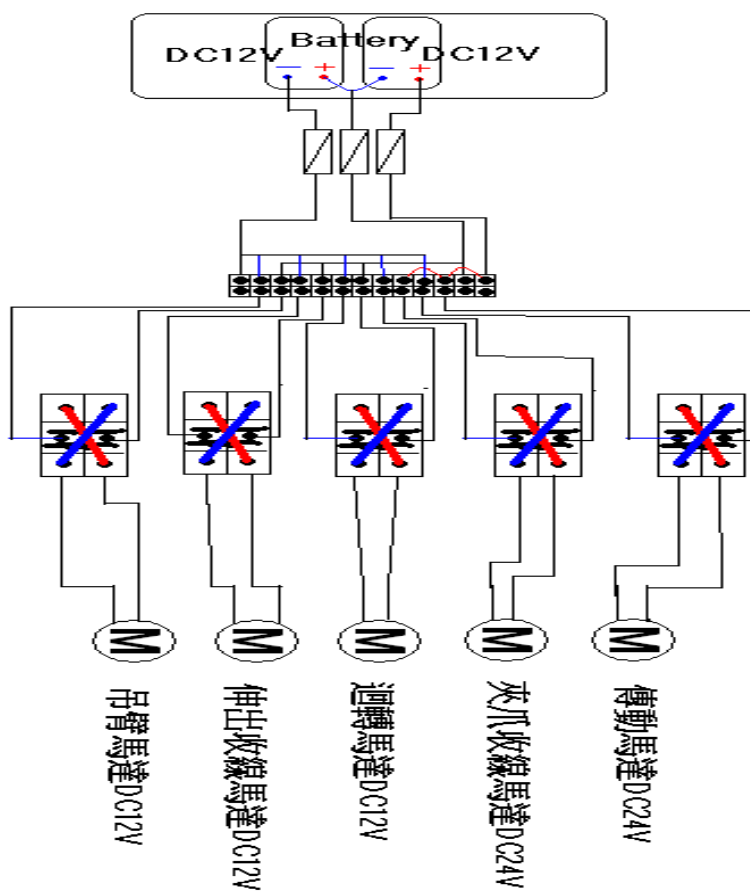 Battery
DC12V DC12V
− + − +
M M M M M
吊臂馬達DC12V
伸出收線馬達DC12V
迴轉馬達DC12V
夾爪收線馬達DC24V
傳動馬達DC24V